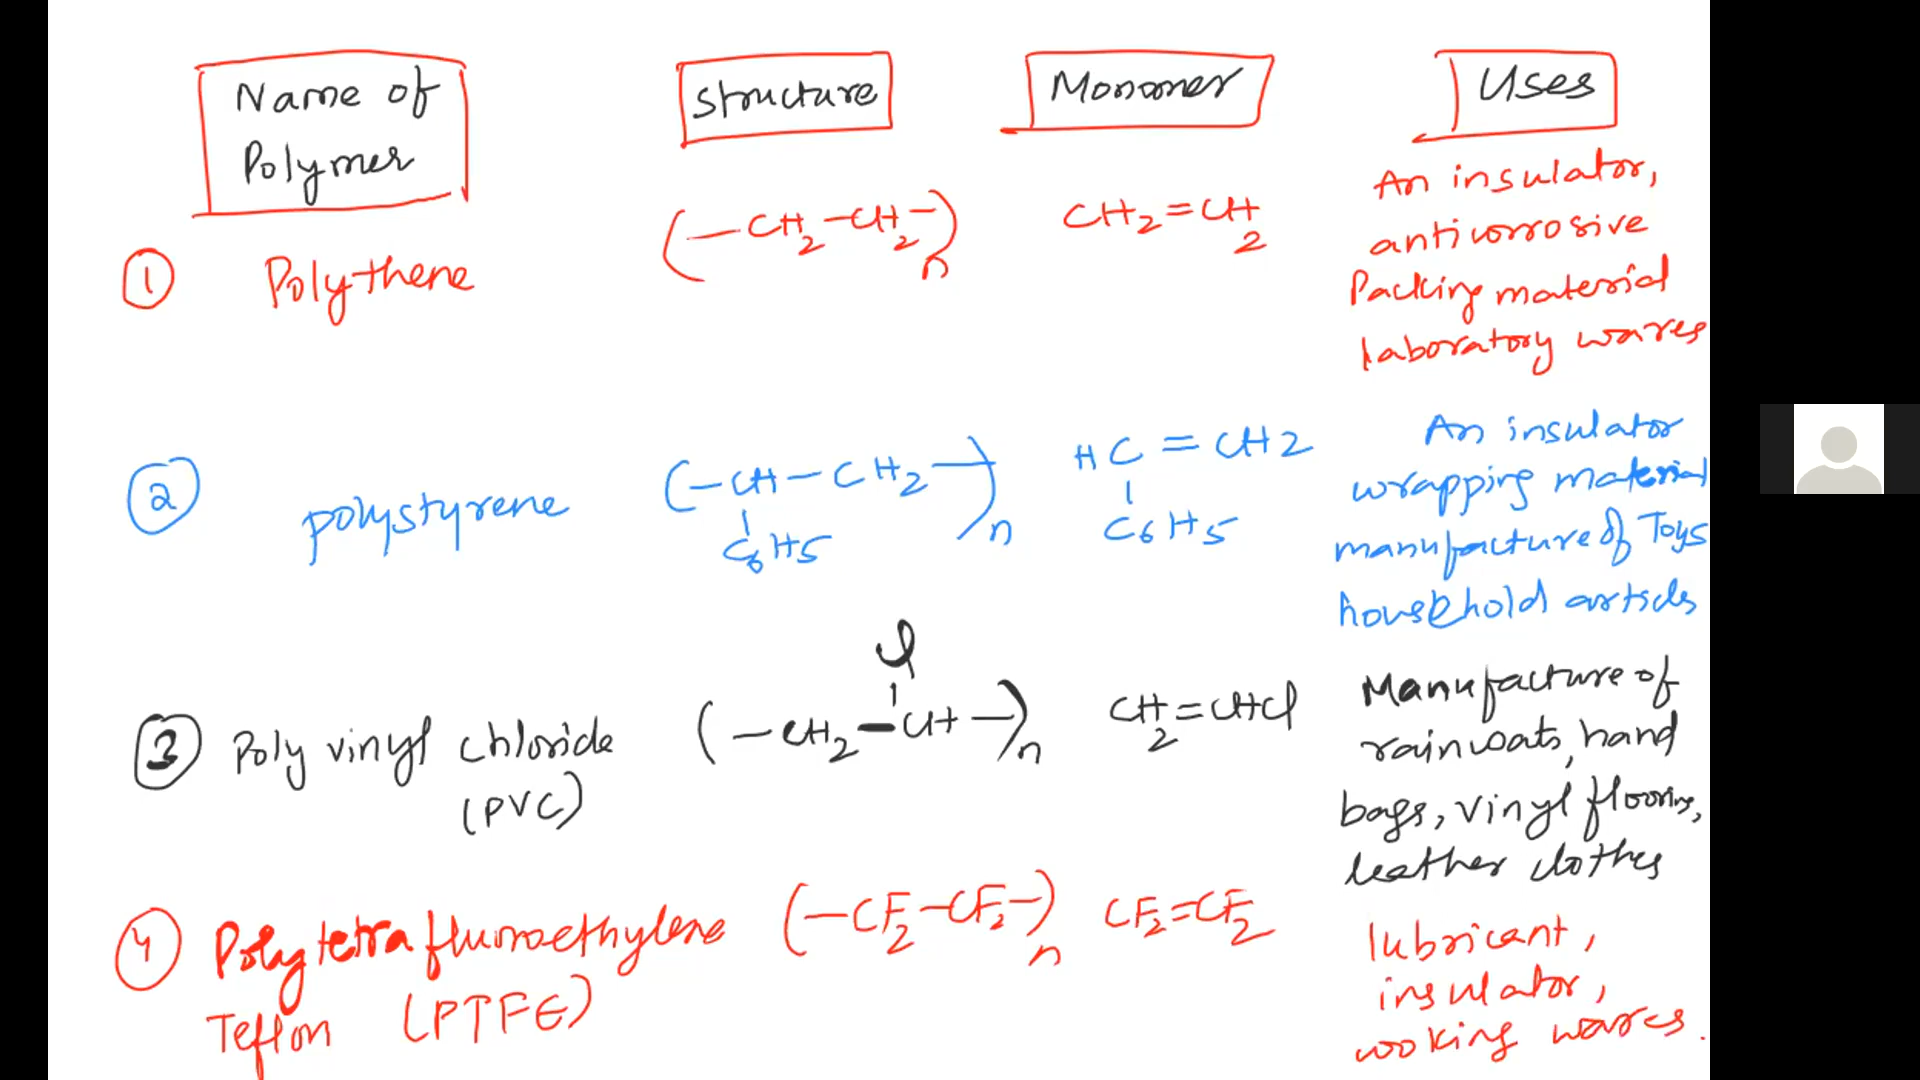 Name of Polymer
Structure
Monomer
Uses
① Polythene
(—CH2—CH2—)n
CH2=CH2
An insulator,
anticorrosive
Packing material
laboratory wares
② polystyrene
(—CH—CH2—)n
C6H5
HC=CH2
C6H5
An insulator
wrapping material
manufacture of Toys
household articles
③ Poly vinyl chloride
(PVC)
Cl
(—CH2—CH—)n
CH2=CHCl
Manufacture of
raincoats, hand
bags, vinyl flooring,
leather clothes
④ Polytetrafluoroethylene
Teflon (PTFE)
(—CF2—CF2—)n
CF2=CF2
lubricant,
insulator,
cooking wares.